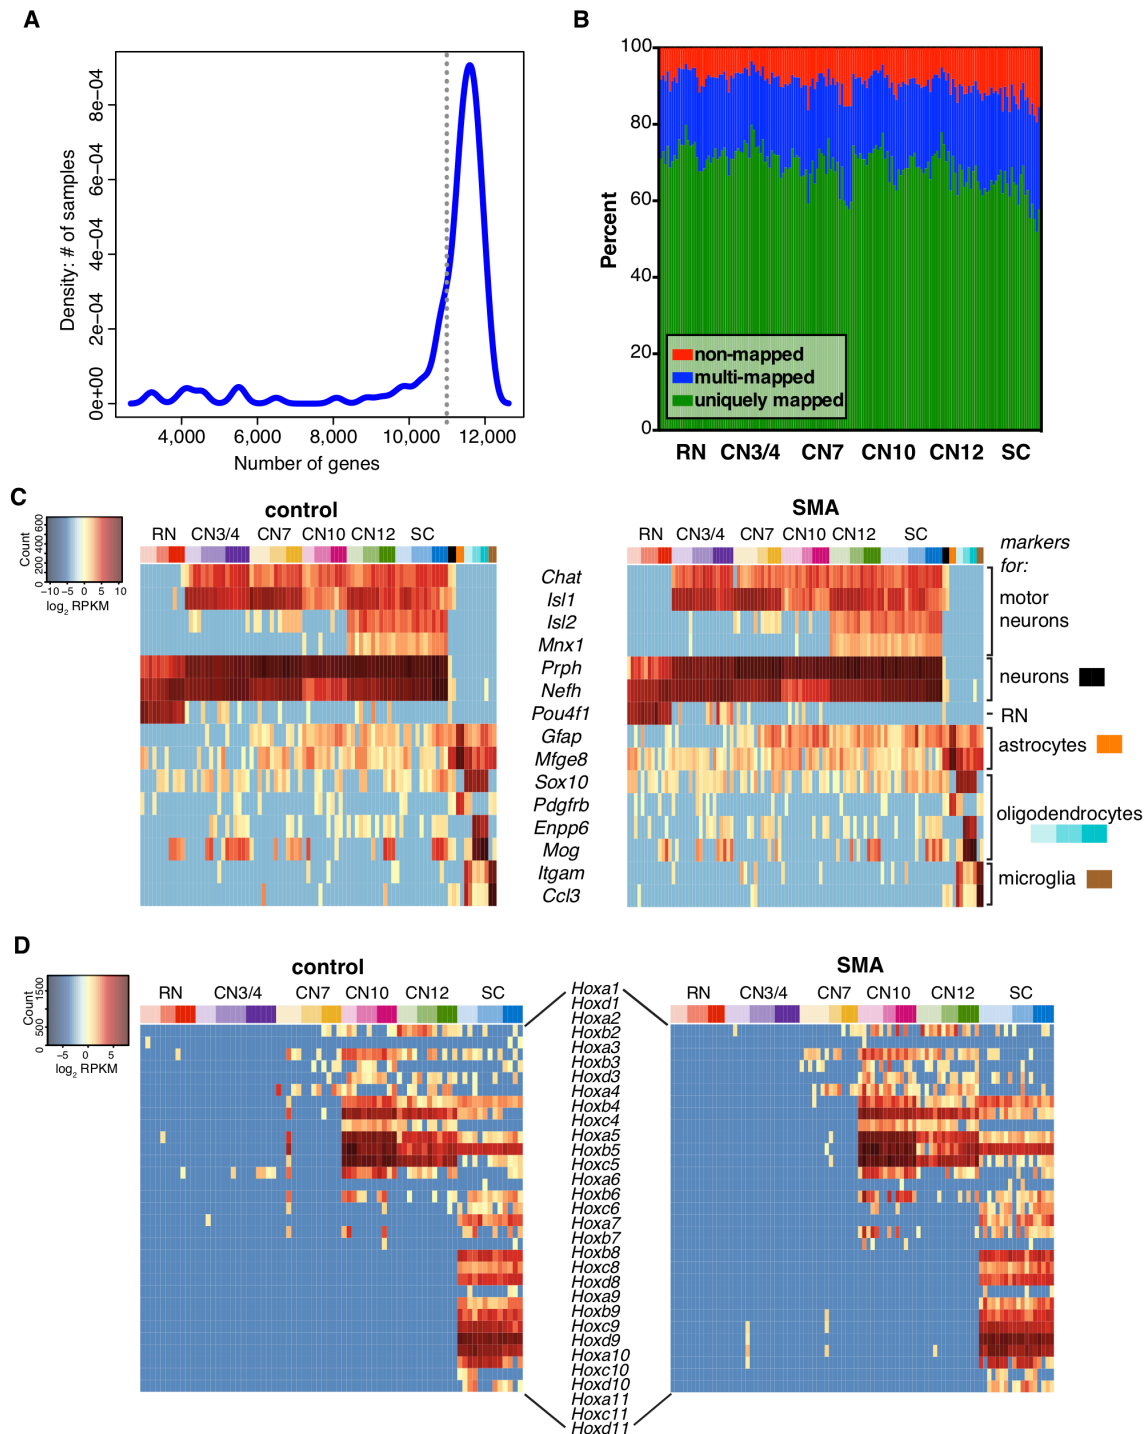 A
Density: # of samples
0e+00 2e-04 4e-04 6e-04 8e-04
4,000 6,000 8,000 10,000 12,000
Number of genes
B
Percent
100
80
60
40
20
0
non-mapped
multi-mapped
uniquely mapped
RN CN3/4 CN7 CN10 CN12 SC
C
Count
0 200 400 600
−10 −5 0 5 10
log2 RPKM
control
RN CN3/4 CN7 CN10 CN12 SC
SMA
RN CN3/4 CN7 CN10 CN12 SC
Chat
Isl1
Isl2
Mnx1
Prph
Nefh
Pou4f1
Gfap
Mfge8
Sox10
Pdgfrb
Enpp6
Mog
Itgam
Ccl3
markers
for:
motor
neurons
neurons
RN
astrocytes
oligodendrocytes
microglia
D
Count
0 500 1500
−5 0 5
log2 RPKM
control
RN CN3/4 CN7 CN10 CN12 SC
SMA
RN CN3/4 CN7 CN10 CN12 SC
Hoxa1
Hoxd1
Hoxa2
Hoxb2
Hoxa3
Hoxb3
Hoxd3
Hoxa4
Hoxb4
Hoxc4
Hoxa5
Hoxb5
Hoxc5
Hoxa6
Hoxb6
Hoxc6
Hoxa7
Hoxb7
Hoxb8
Hoxc8
Hoxd8
Hoxa9
Hoxb9
Hoxc9
Hoxd9
Hoxa10
Hoxc10
Hoxd10
Hoxa11
Hoxc11
Hoxd11